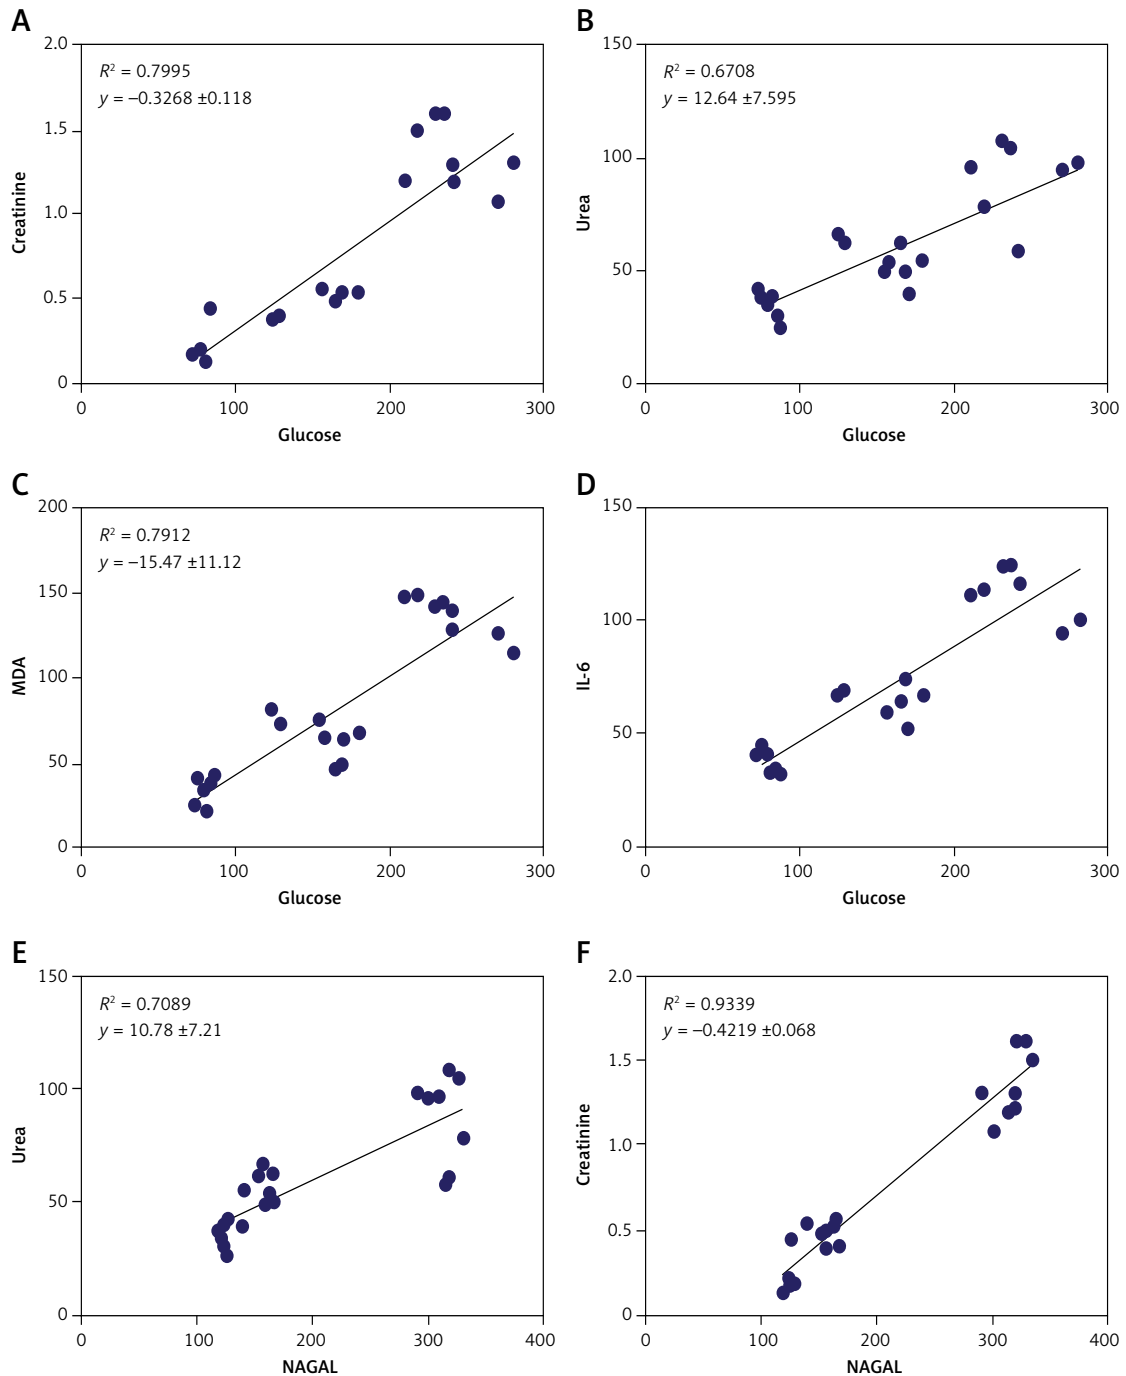 A
2.0
R² = 0.7995
y = –0.3268 ±0.118
1.5
Creatinine
1.0
0.5
0
0 100 200 300
Glucose
B
150
R² = 0.6708
y = 12.64 ±7.595
100
Urea
50
0
0 100 200 300
Glucose
C
200
R² = 0.7912
y = –15.47 ±11.12
150
MDA
100
50
0
0 100 200 300
Glucose
D
150
100
IL-6
50
0
0 100 200 300
Glucose
E
150
R² = 0.7089
y = 10.78 ±7.21
100
Urea
50
0
0 100 200 300 400
NAGAL
F
2.0
R² = 0.9339
y = –0.4219 ±0.068
1.5
Creatinine
1.0
0.5
0
0 100 200 300 400
NAGAL